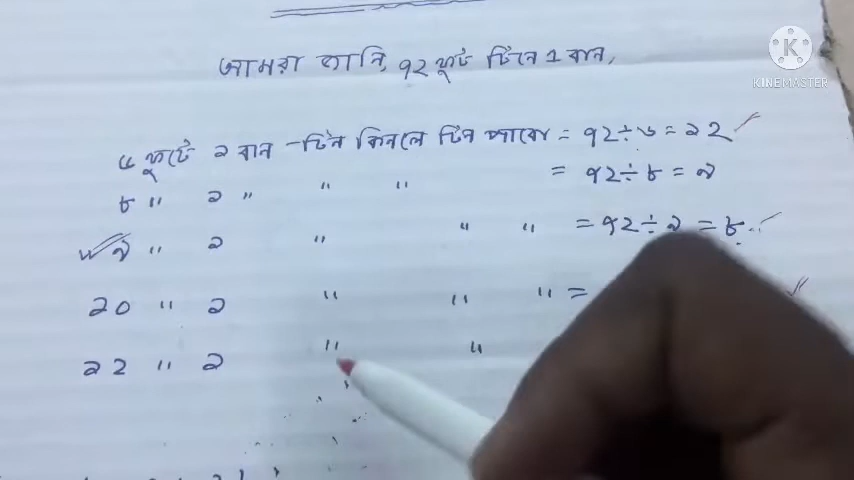 আমরা জানি, ৭২ ফুট টিনে 1 বান,
৬ ফুটে ১ বান টিন কিনলে টিন পাবো = ৭২÷৬ = ১২
৮ " ১ " " " = ৭২÷৮ = ৯
৯ " ১ " " " = ৭২÷৯ = ৮
১০ " ১ " " " =
১২ " ১ " "
KINEMASTER